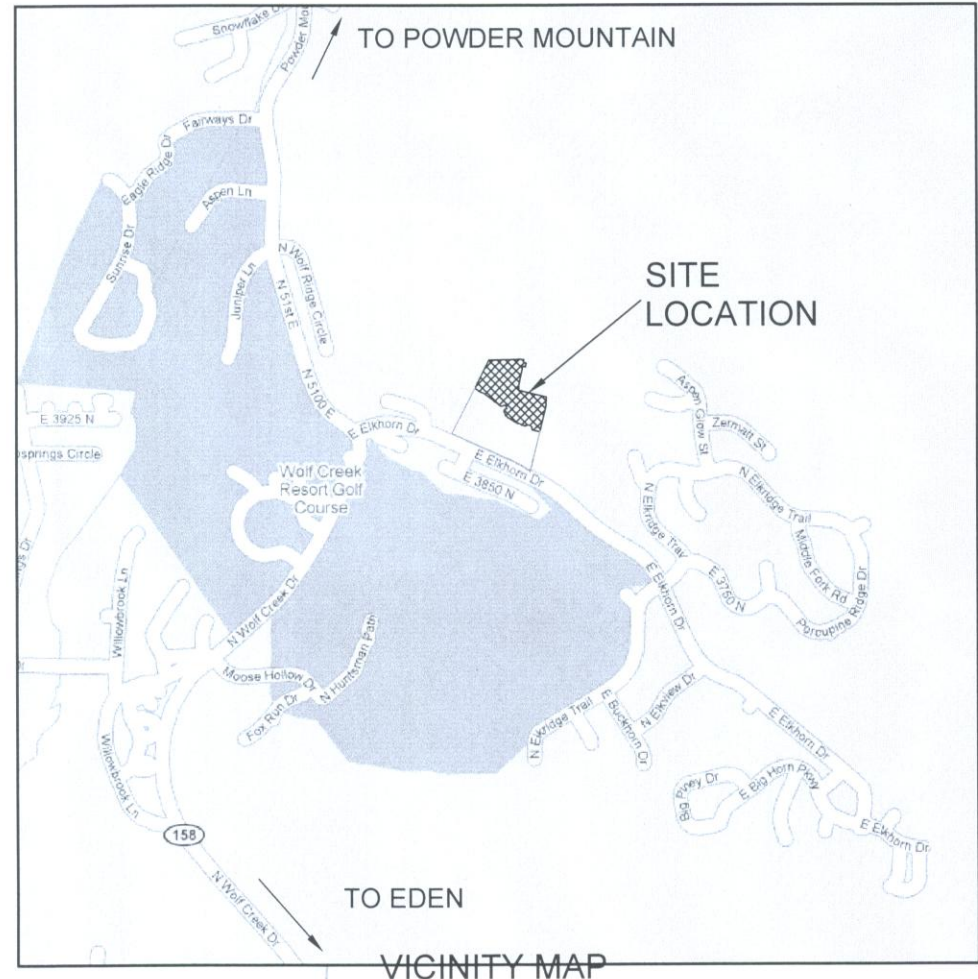 Snowflake Dr
Powder Mou
TO POWDER MOUNTAIN
Fairways Dr
Eagle Ridge Dr
Aspen Ln
Sunrise Dr
N Wolf Ridge Circle
Juniper Ln
N 51st E
SITE
LOCATION
N 5100 E
E 3925 N
E Elkhorn Dr
Aspen Glow St
Zermatt St
osprings Circle
Wolf Creek
Resort Golf
Course
E Elkhorn Dr
E 3850 N
N Elkridge Trail
N Elkridge Trail
Middle Fork Rd
E 3750 N
Porcupine Ridge Dr
Willowbrook Ln
N Wolf Creek Dr
E Elkhorn Dr
Moose Hollow Dr
N Huntsman Path
Fox Run Dr
N Elkridge Trail
E Buckhorn Dr
N Elkview Dr
E Elkhorn Dr
Willowbrook Ln
Big Piney Dr
E Big Horn Pkwy
E Elkhorn Dr
158
N Wolf Creek Dr
TO EDEN
VICINITY MAP